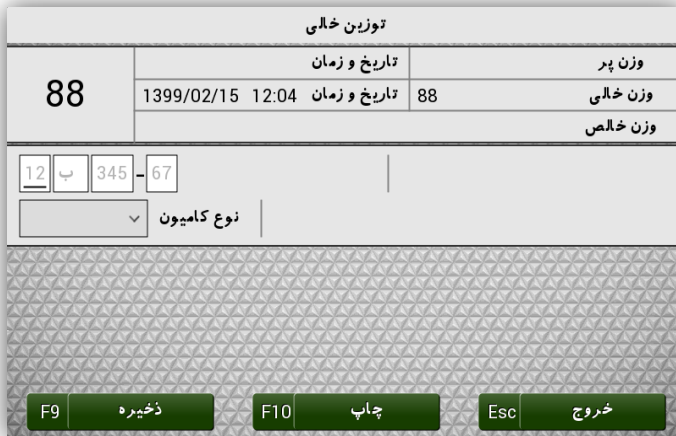 توزین خالی
وزن پر
تاریخ و زمان
88
وزن خالی 88
تاریخ و زمان 12:04 1399/02/15
وزن خالص
12 ب 345 - 67
نوع کامیون
خروج Esc
چاپ F10
ذخیره F9